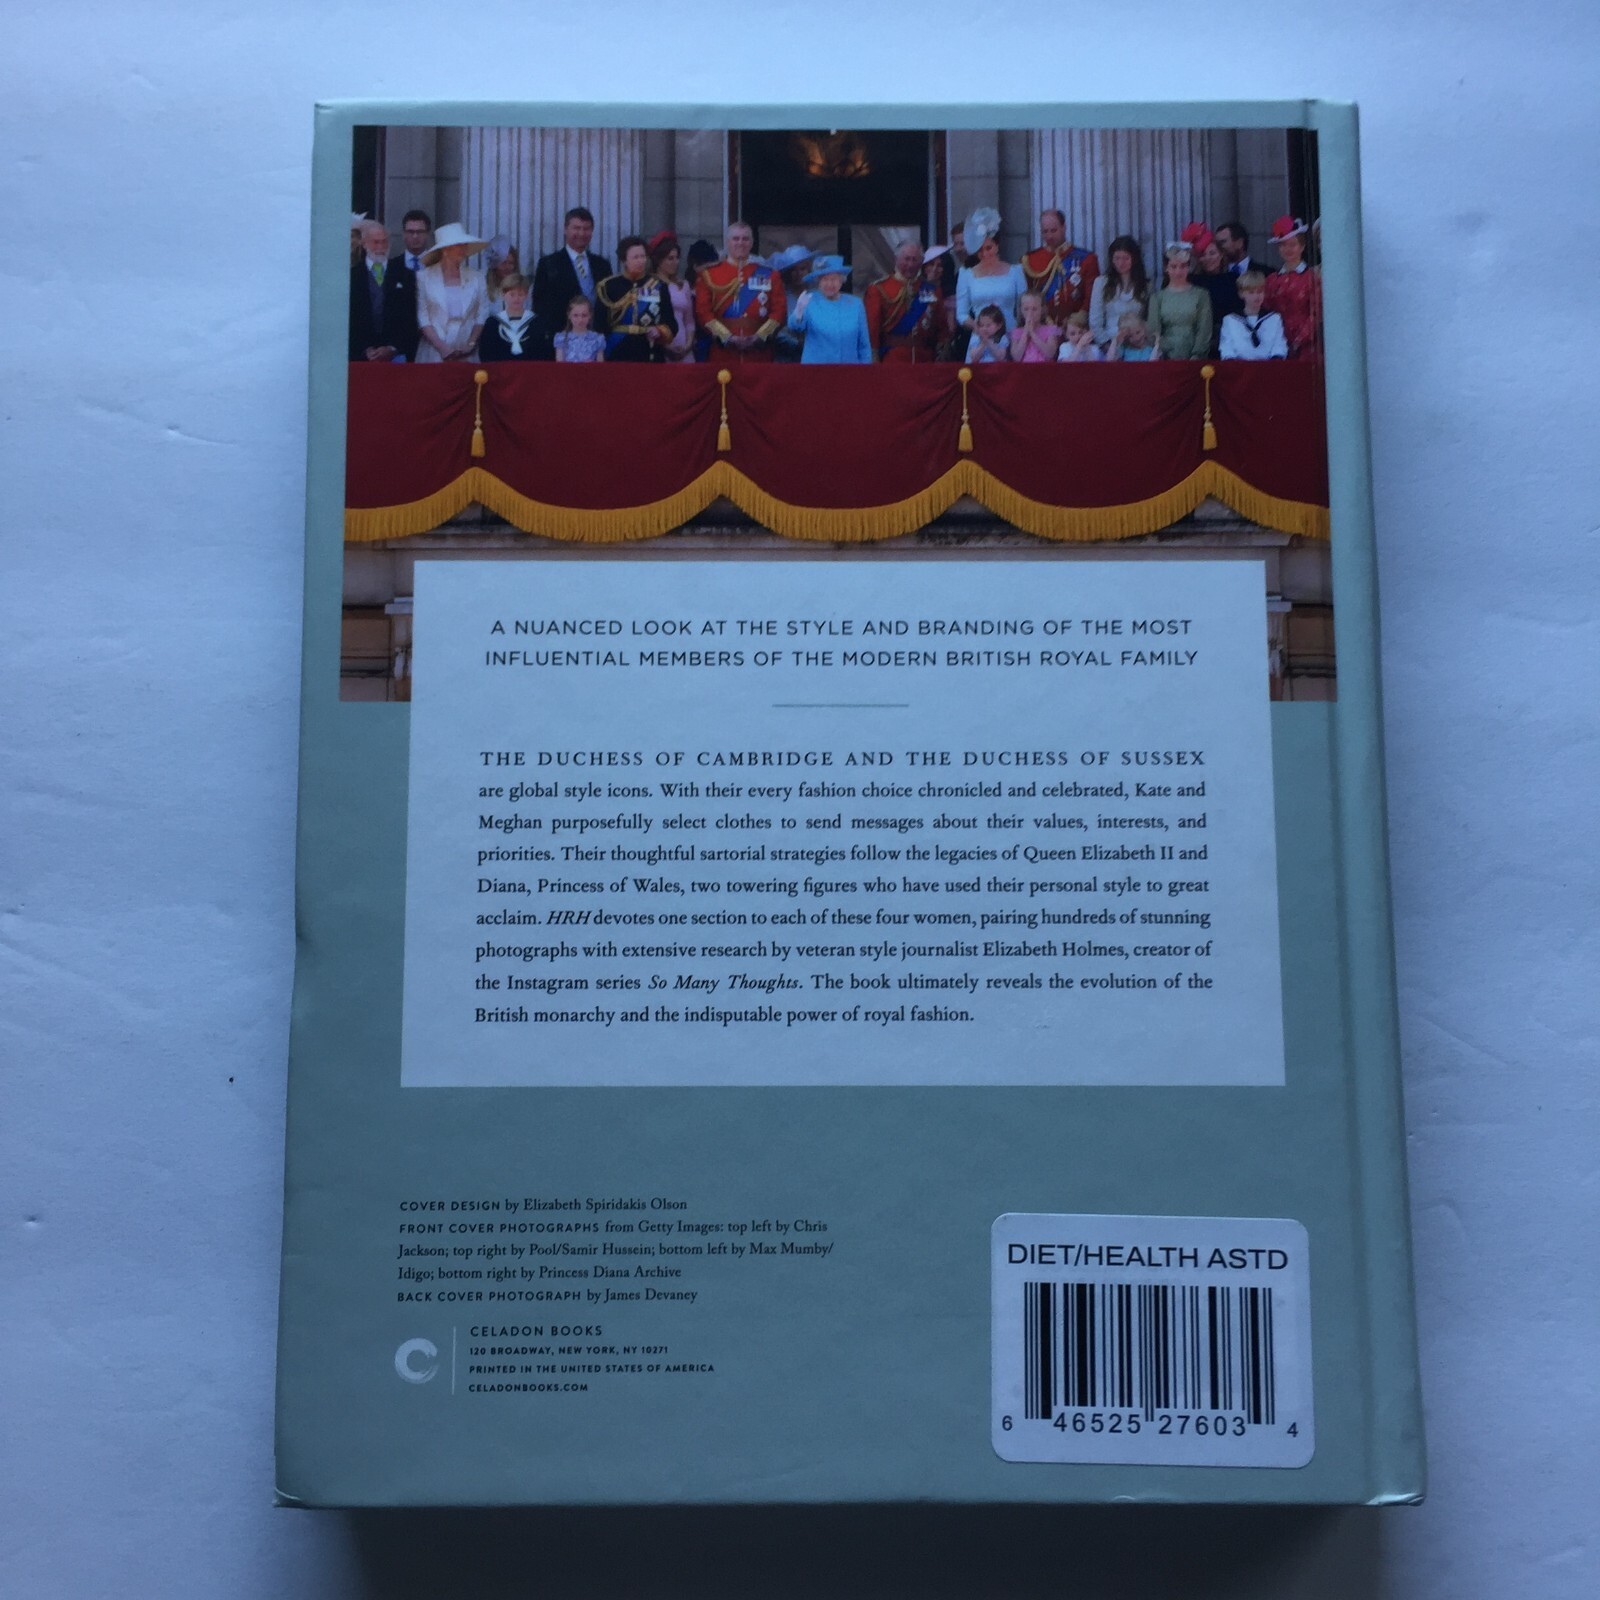 A NUANCED LOOK AT THE STYLE AND BRANDING OF THE MOST
INFLUENTIAL MEMBERS OF THE MODERN BRITISH ROYAL FAMILY
THE DUCHESS OF CAMBRIDGE AND THE DUCHESS OF SUSSEX
are global style icons. With their every fashion choice chronicled and celebrated, Kate and
Meghan purposefully select clothes to send messages about their values, interests, and
priorities. Their thoughtful sartorial strategies follow the legacies of Queen Elizabeth II and
Diana, Princess of Wales, two towering figures who have used their personal style to great
acclaim. HRH devotes one section to each of these four women, pairing hundreds of stunning
photographs with extensive research by veteran style journalist Elizabeth Holmes, creator of
the Instagram series So Many Thoughts. The book ultimately reveals the evolution of the
British monarchy and the indisputable power of royal fashion.
COVER DESIGN by Elizabeth Spiridakis Olson
FRONT COVER PHOTOGRAPHS from Getty Images: top left by Chris
Jackson; top right by Pool/Samir Hussein; bottom left by Max Mumby/
Idigo; bottom right by Princess Diana Archive
BACK COVER PHOTOGRAPH by James Devaney
CELADON BOOKS
120 BROADWAY, NEW YORK, NY 10271
PRINTED IN THE UNITED STATES OF AMERICA
CELADONBOOKS.COM
DIET/HEALTH ASTD
6 46525 27603 4